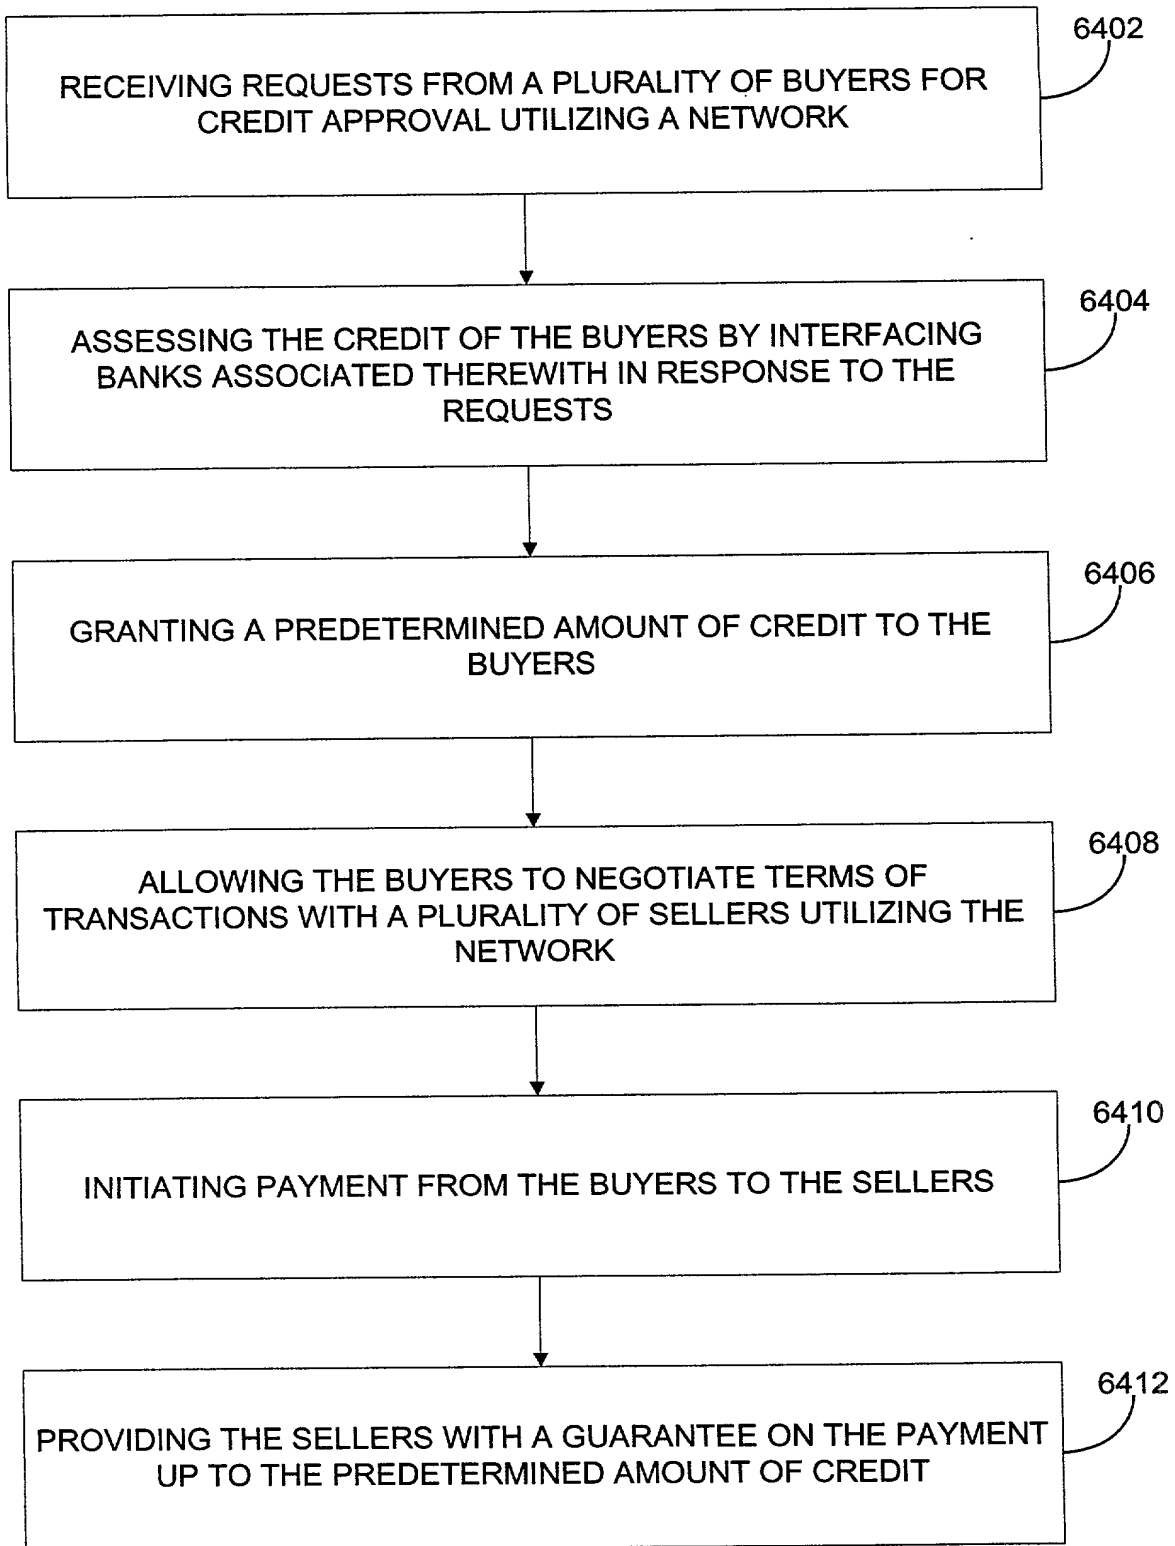 6402
RECEIVING REQUESTS FROM A PLURALITY OF BUYERS FOR
CREDIT APPROVAL UTILIZING A NETWORK
6404
ASSESSING THE CREDIT OF THE BUYERS BY INTERFACING
BANKS ASSOCIATED THEREWITH IN RESPONSE TO THE
REQUESTS
6406
GRANTING A PREDETERMINED AMOUNT OF CREDIT TO THE
BUYERS
6408
ALLOWING THE BUYERS TO NEGOTIATE TERMS OF
TRANSACTIONS WITH A PLURALITY OF SELLERS UTILIZING THE
NETWORK
6410
INITIATING PAYMENT FROM THE BUYERS TO THE SELLERS
6412
PROVIDING THE SELLERS WITH A GUARANTEE ON THE PAYMENT
UP TO THE PREDETERMINED AMOUNT OF CREDIT